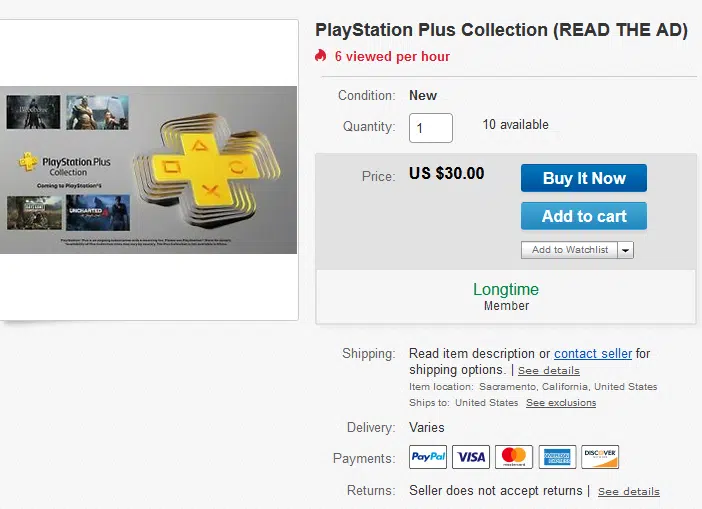 PlayStation Plus Collection (READ THE AD)
6 viewed per hour
Condition: New
Quantity: 1 10 available
Price: US $30.00
Buy It Now
Add to cart
Add to Watchlist
Longtime
Member
Shipping: Read item description or contact seller for
shipping options. | See details
Item location: Sacramento, California, United States
Ships to: United States See exclusions
Delivery: Varies
Payments: PayPal VISA mastercard AMERICAN EXPRESS DISCOVER
Returns: Seller does not accept returns | See details
Bloodborne
PlayStation Plus
Collection
Coming to PlayStation®5
UNCHARTED 4